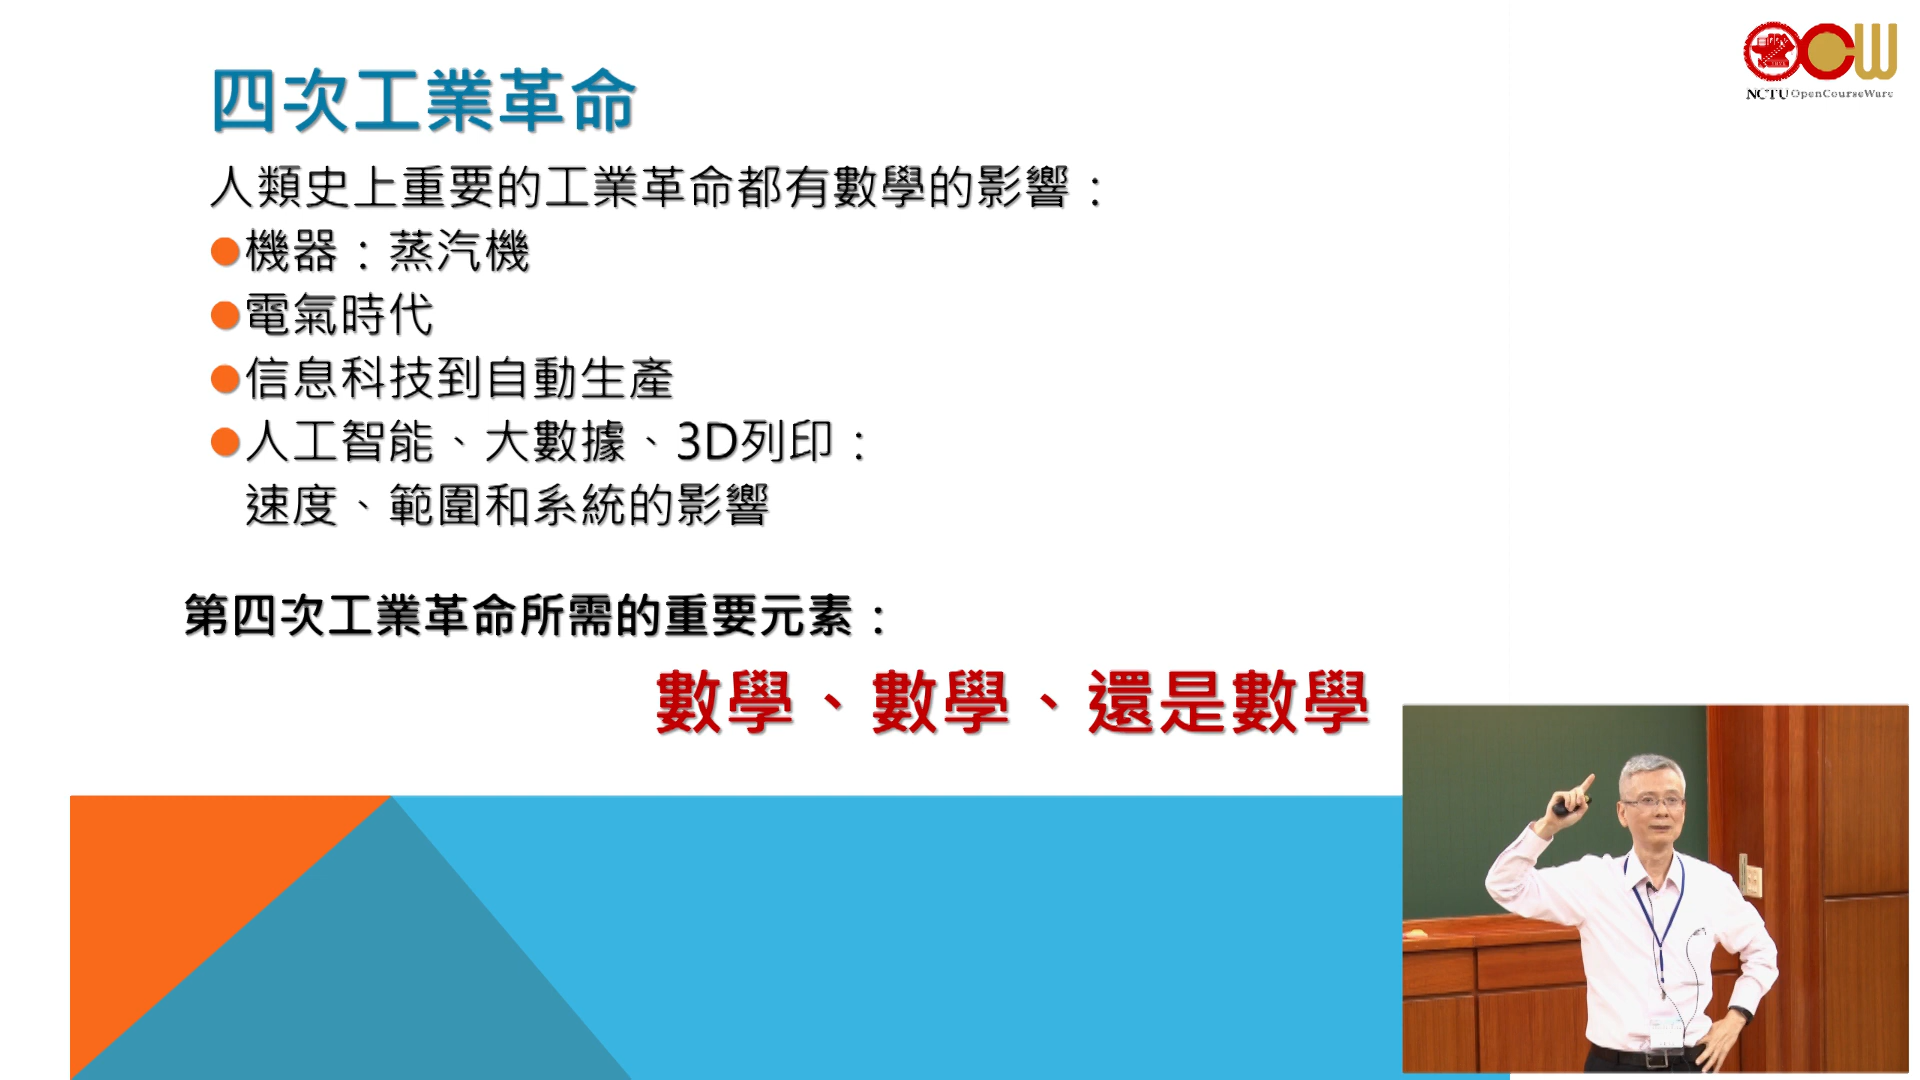 四次工業革命
人類史上重要的工業革命都有數學的影響：
機器：蒸汽機
電氣時代
信息科技到自動生產
人工智能、大數據、3D列印：
速度、範圍和系統的影響
第四次工業革命所需的重要元素：
數學、數學、還是數學
OCW
NCTU OpenCourseWare